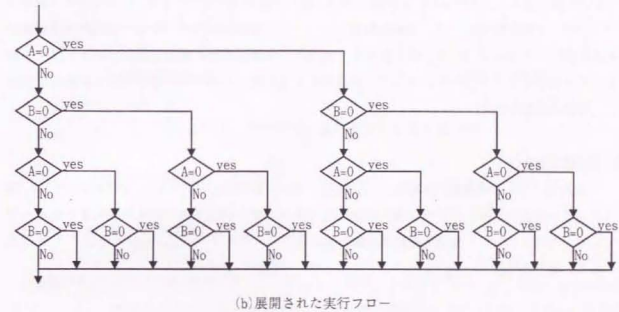 A=0 yes
No
B=0 yes B=0 yes
No No
A=0 yes A=0 yes A=0 yes A=0 yes
No No No No
B=0 yes B=0 yes B=0 yes B=0 yes B=0 yes B=0 yes B=0 yes B=0 yes
No No No No No No No No
(b)展開された実行フロー